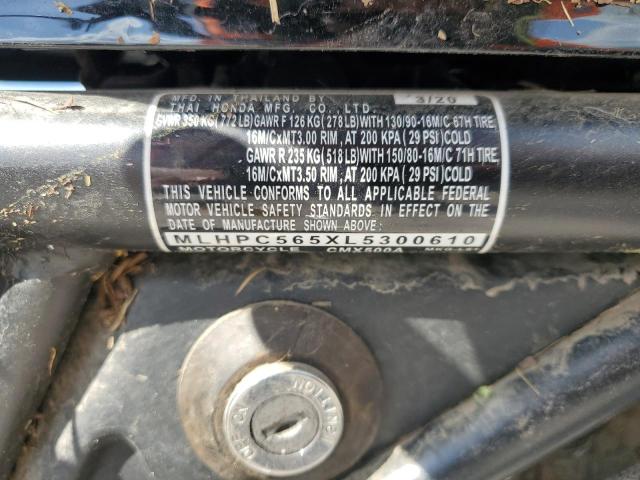 MFD. IN THAILAND BY 3/20
THAI HONDA MFG. CO., LTD.
GVWR 350 KG(772 LB)GAWR F 126 KG(278 LB)WITH 130/90-16M/C 67H TIRE,
16M/CxMT3.00 RIM, AT 200 KPA (29 PSI)COLD
GAWR R 235 KG(518 LB)WITH 150/80-16M/C 71H TIRE,
16M/CxMT3.50 RIM, AT 200 KPA (29 PSI)COLD
THIS VEHICLE CONFORMS TO ALL APPLICABLE FEDERAL
MOTOR VEHICLE SAFETY STANDARDS IN EFFECT ON THE
DATE OF MANUFACTURE SHOWN ABOVE:
MLHPC565XL5300610
MOTORCYCLE CMX500A